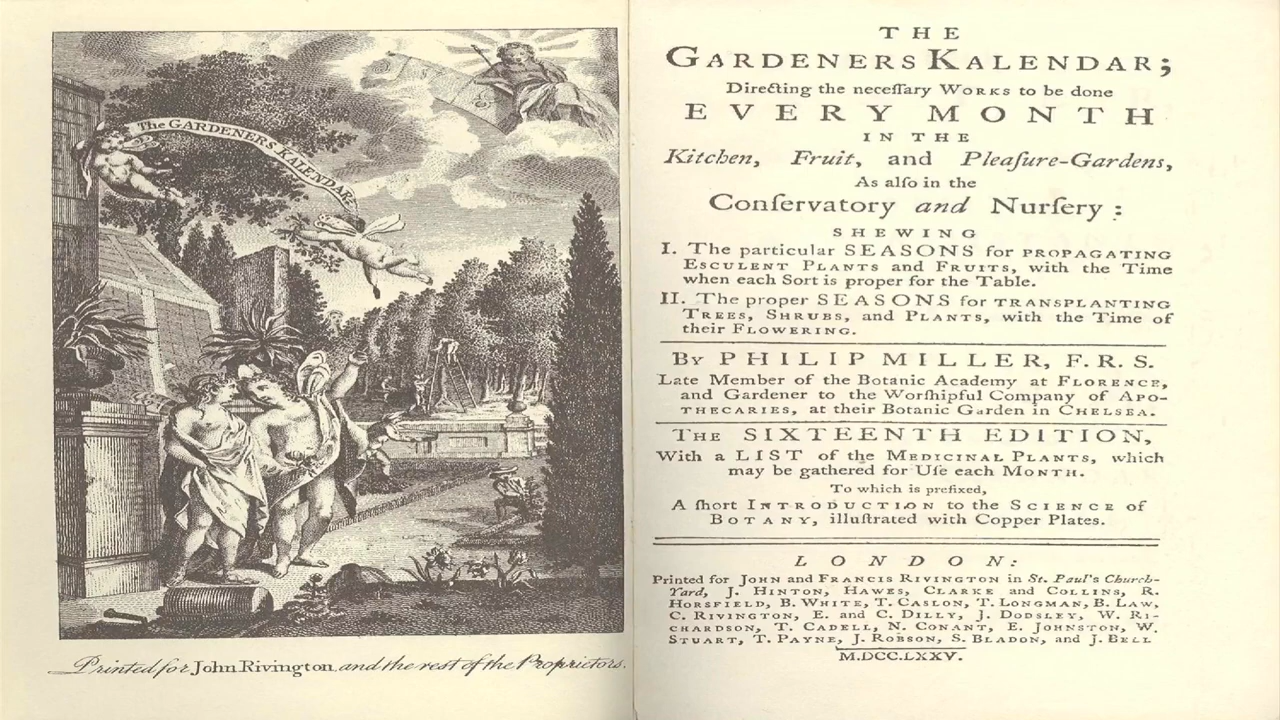 The GARDENERS KALENDAR
Printed for John Rivington and the rest of the Proprietors.
THE
GARDENERS KALENDAR;
Directing the neceſſary WORKS to be done
EVERY MONTH
IN THE
Kitchen, Fruit, and Pleaſure-Gardens,
As alſo in the
Conſervatory and Nurſery:
SHEWING
I. The particular SEASONS for PROPAGATING
ESCULENT PLANTS and FRUITS, with the Time
when each Sort is proper for the Table.
II. The proper SEASONS for TRANSPLANTING
TREES, SHRUBS, and PLANTS, with the Time of
their FLOWERING.
By PHILIP MILLER, F.R.S.
Late Member of the Botanic Academy at FLORENCE,
and Gardener to the Worſhipful Company of APO-
THECARIES, at their Botanic Garden in CHELSEA.
THE SIXTEENTH EDITION,
With a LIST of the MEDICINAL PLANTS, which
may be gathered for Uſe each MONTH.
To which is prefixed,
A ſhort INTRODUCTION to the SCIENCE of
BOTANY, illuſtrated with Copper Plates.
LONDON:
Printed for JOHN and FRANCIS RIVINGTON in St. Paul's Church-
Yard, J. HINTON, HAWES, CLARKE and COLLINS, R.
HORSFIELD, B. WHITE, T. CASLON, T. LONGMAN, B. LAW,
C. RIVINGTON, E. and C. DILLY, J. DODSLEY, W. RI-
CHARDSON, T. CADELL, N. CONANT, E. JOHNSTON, W.
STUART, T. PAYNE, J. ROBSON, S. BLADON, and J. BELL
M.DCC.LXXV.